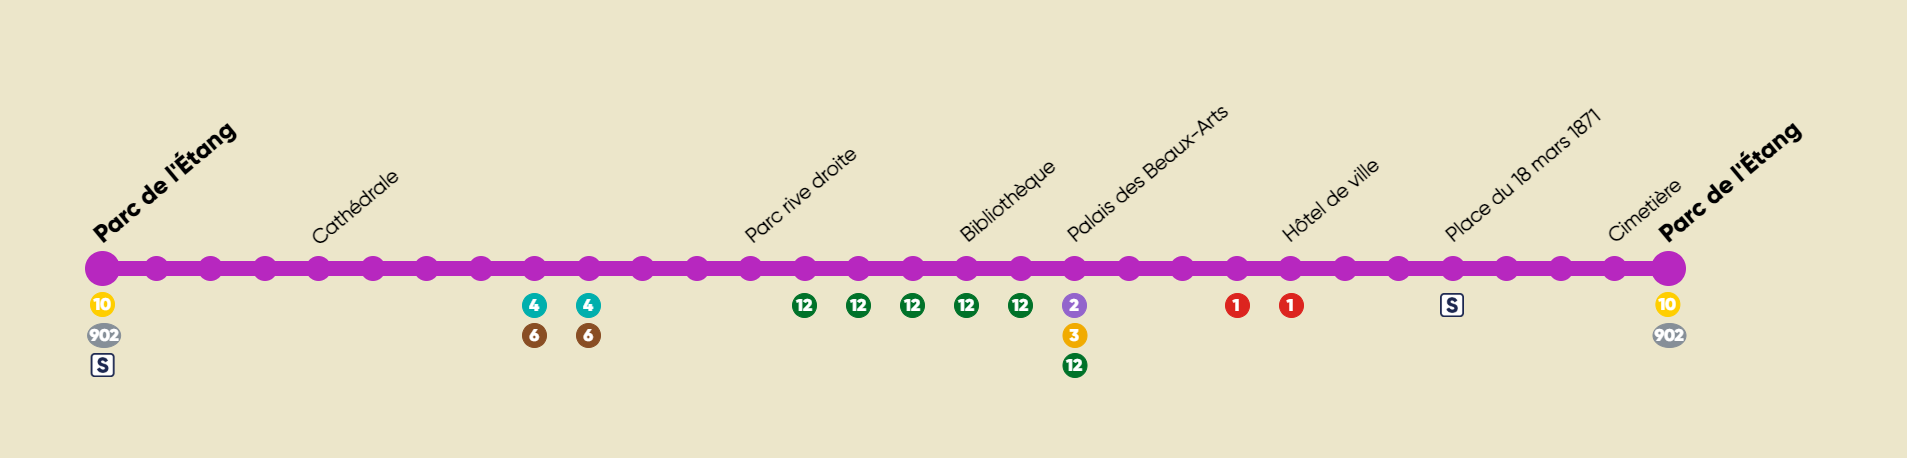 Parc de l'Étang
Cathédrale
Parc rive droite
Bibliothèque
Palais des Beaux-Arts
Hôtel de ville
Place du 18 mars 1871
Cimetière
Parc de l'Étang
10 4 4 12 12 12 12 12 2 1 1 S 10
902 6 6 3 902
S 12